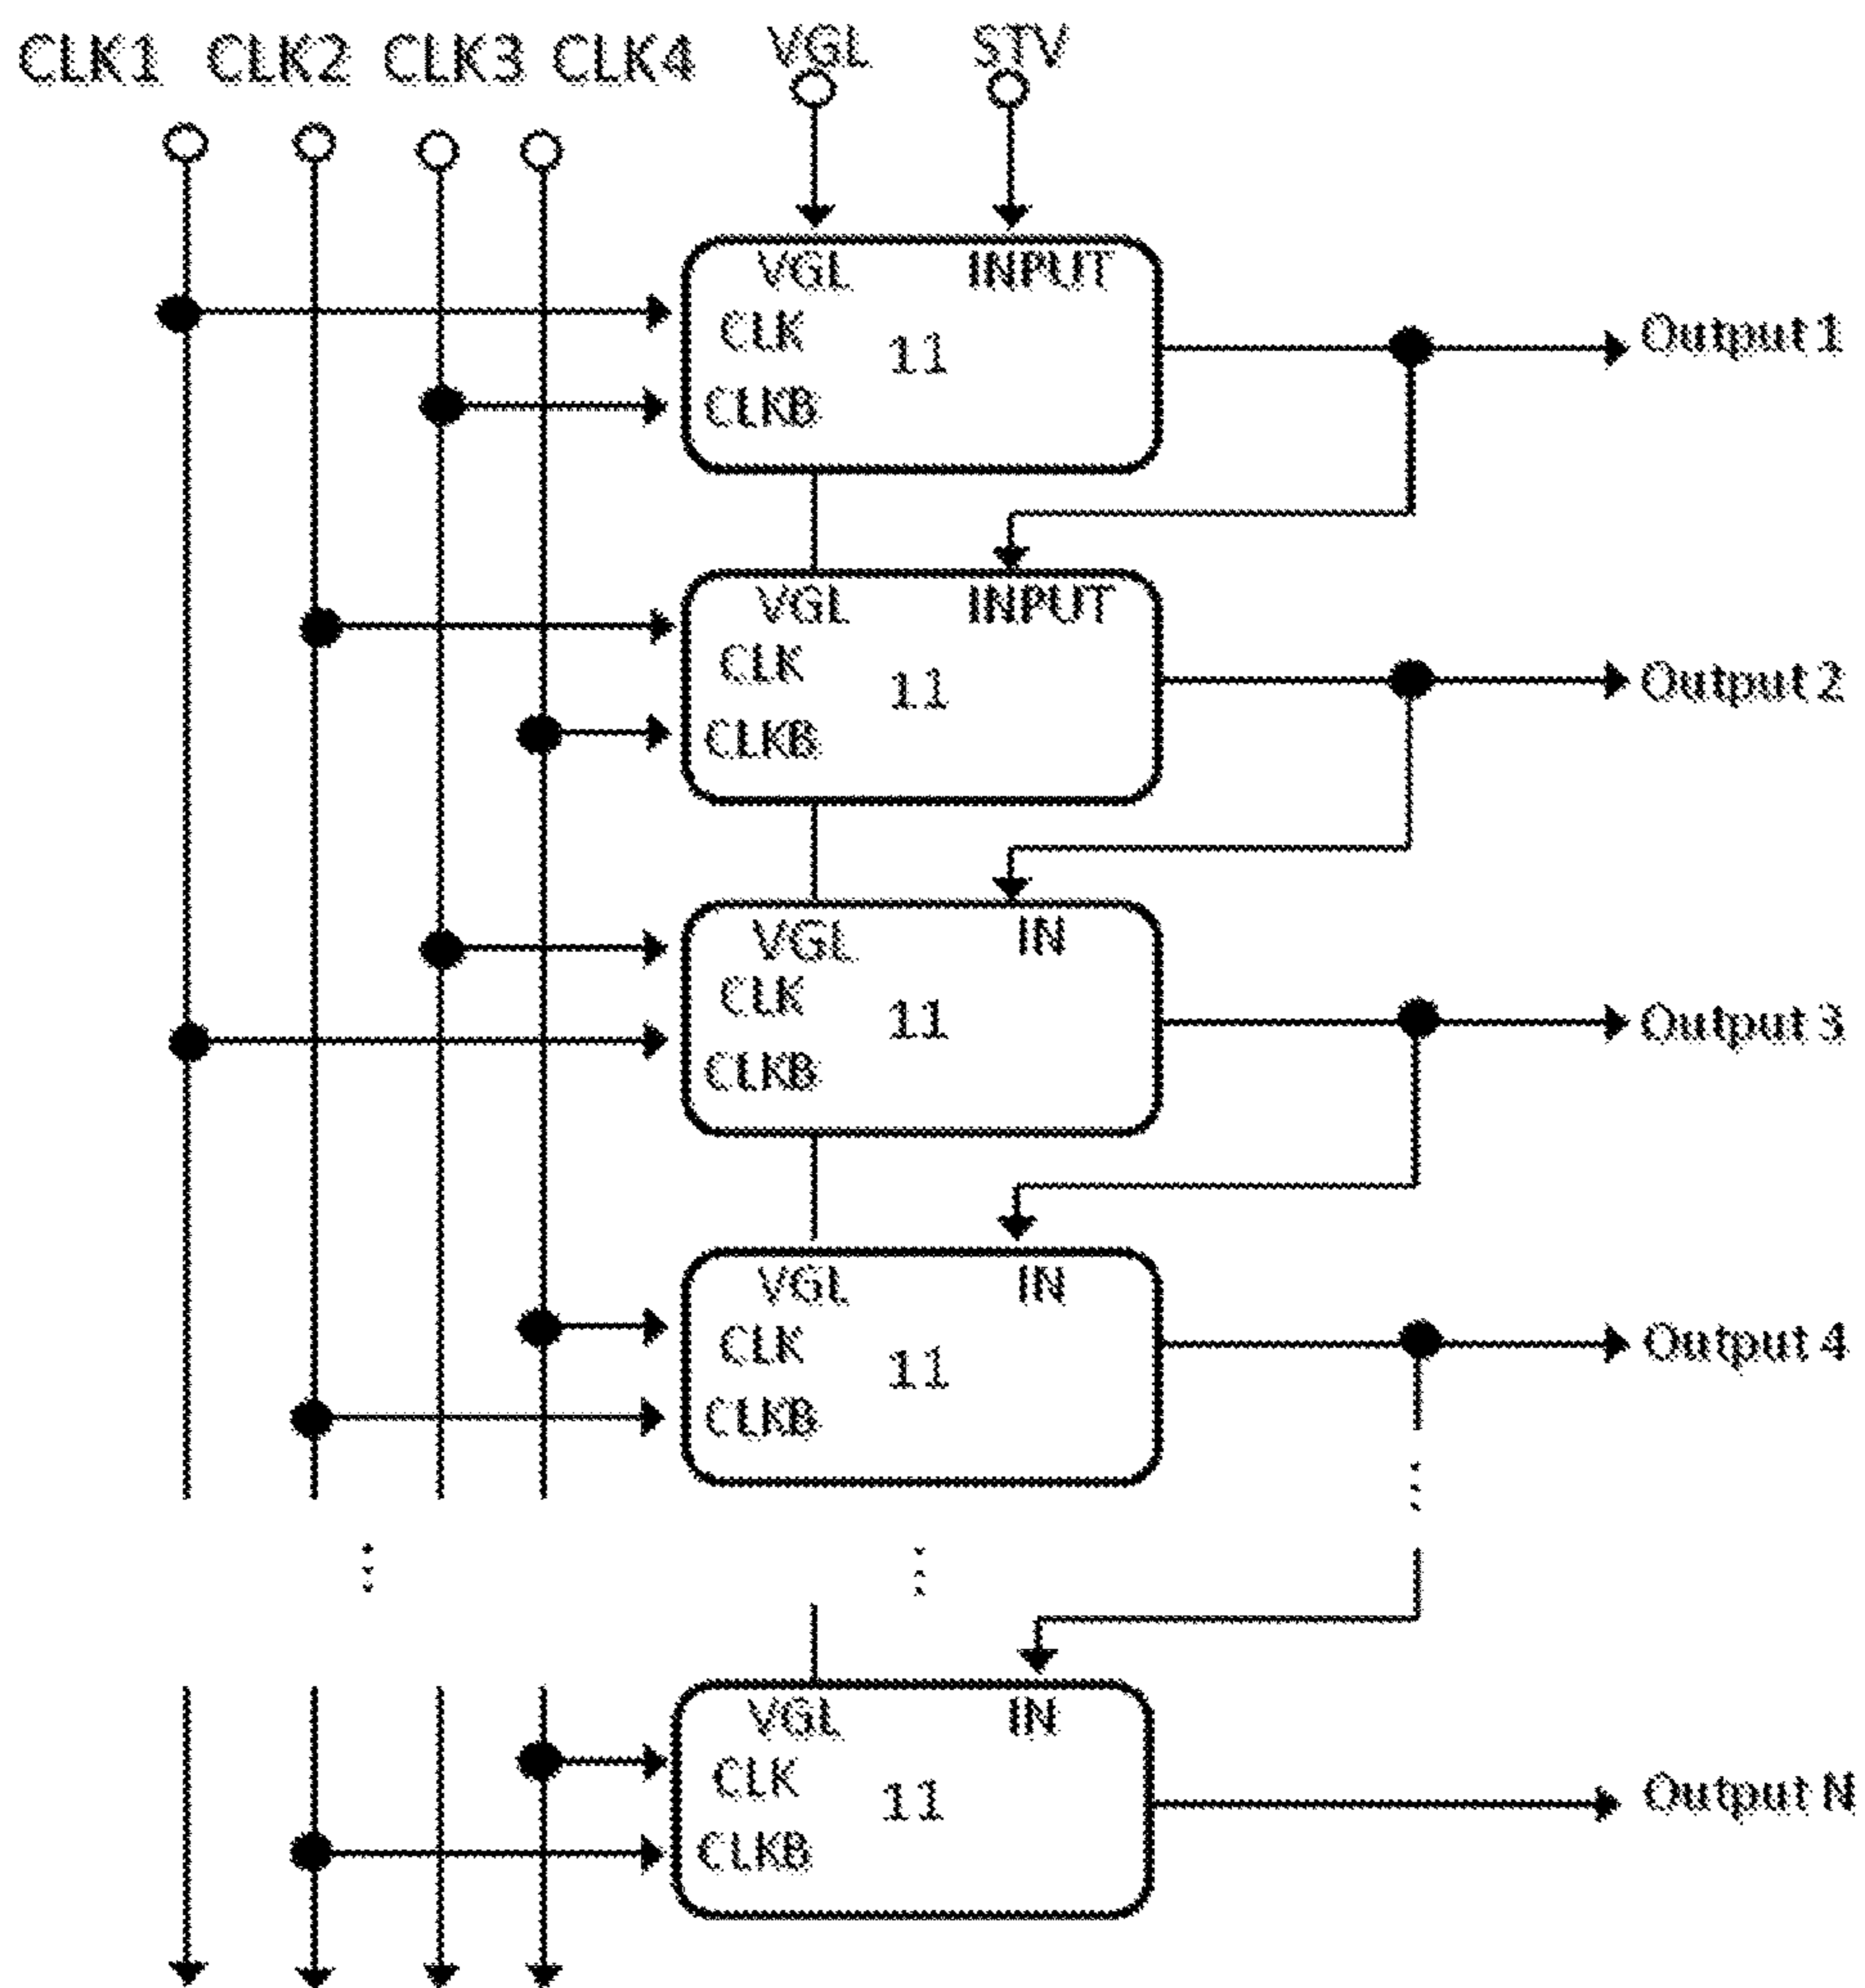 CLK1 CLK2 CLK3 CLK4 VGL STV
VGL INPUT
CLK
11
CLKB
Output 1
VGL INPUT
CLK
11
CLKB
Output 2
VGL IN
CLK
11
CLKB
Output 3
VGL IN
CLK
11
CLKB
Output 4
VGL IN
CLK
11
CLKB
Output N